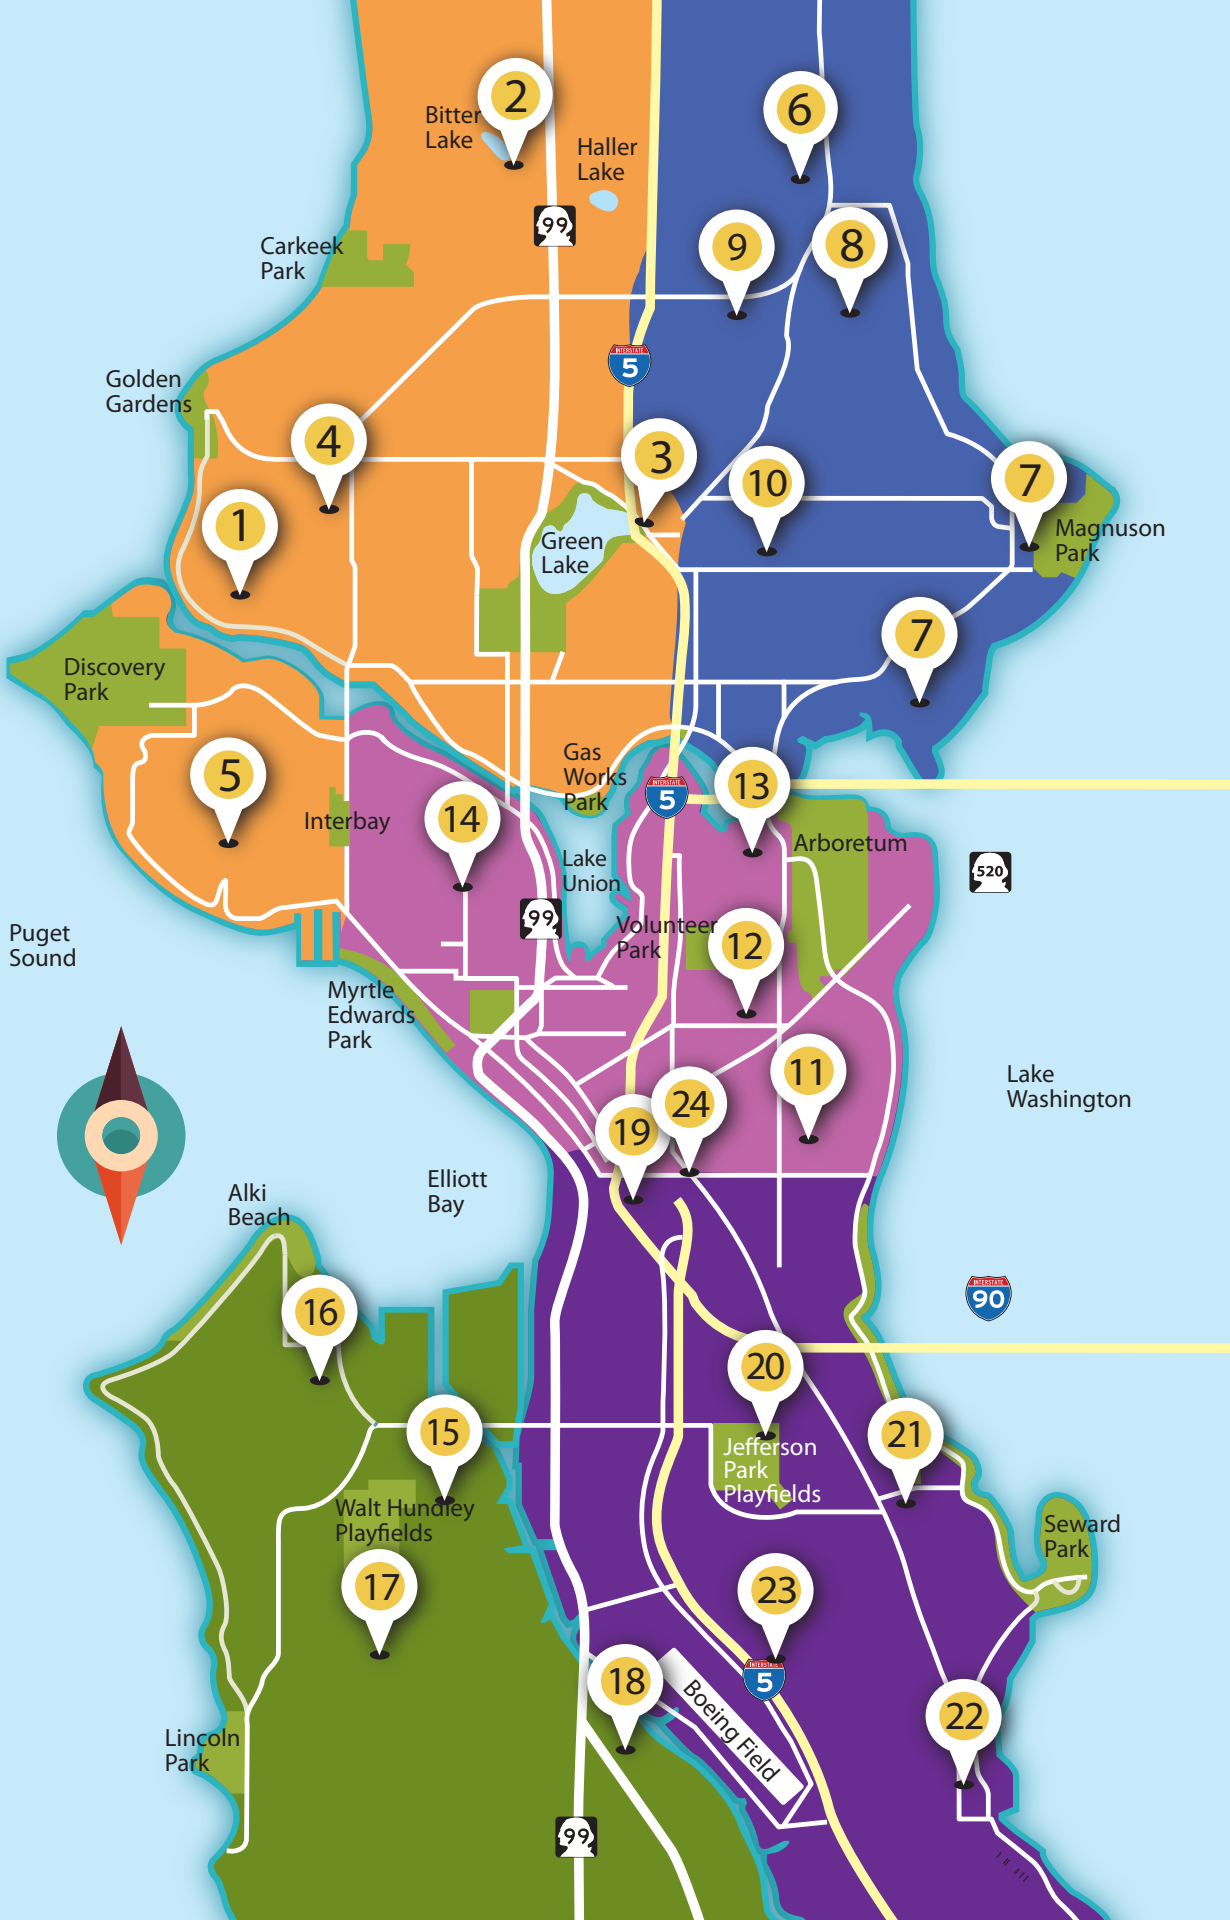 2
6
Bitter
Lake
Haller
Lake
99
9
8
Carkeek
Park
INTERSTATE
5
Golden
Gardens
4
3
10
7
1
Green
Lake
Magnuson
Park
7
Discovery
Park
5
Gas
Works
Park
INTERSTATE
5
13
14
Interbay
Arboretum
Lake
Union
520
99
Volunteer
Park
12
Puget
Sound
Myrtle
Edwards
Park
11
Lake
Washington
24
19
Elliott
Bay
Alki
Beach
INTERSTATE
90
16
20
15
21
Jefferson
Park
Playfields
Walt Hundley
Playfields
Seward
Park
17
23
18
INTERSTATE
5
Boeing Field
22
Lincoln
Park
99